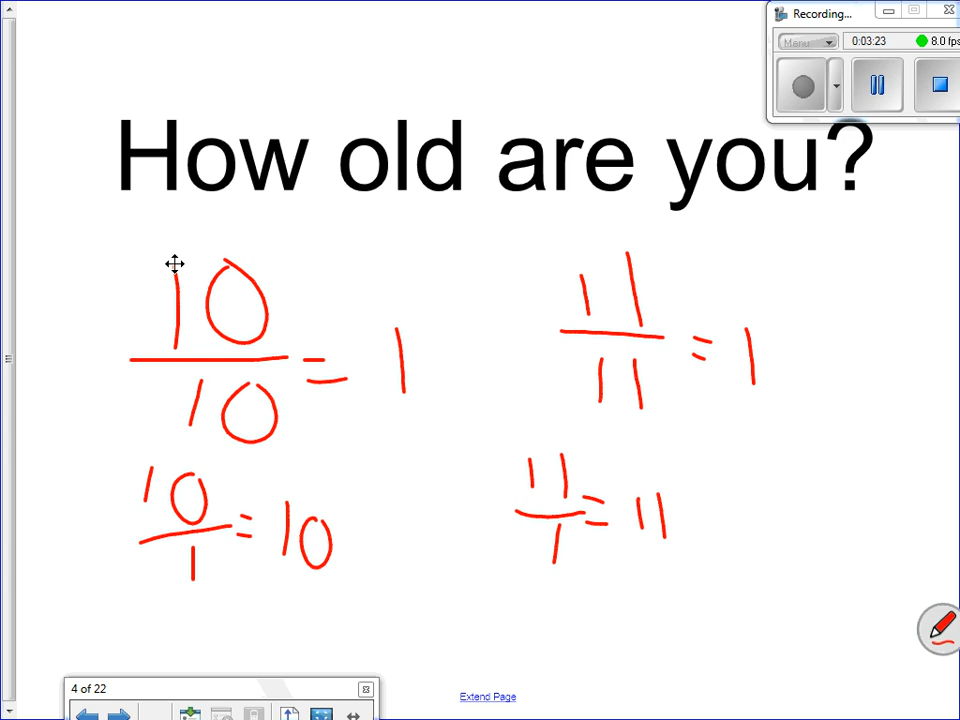 Recording...
Menu
0:03:23
8.0 fps
How old are you?
10/10 = 1
11/11 = 1
10/1 = 10
11/1 = 11
4 of 22
Extend Page